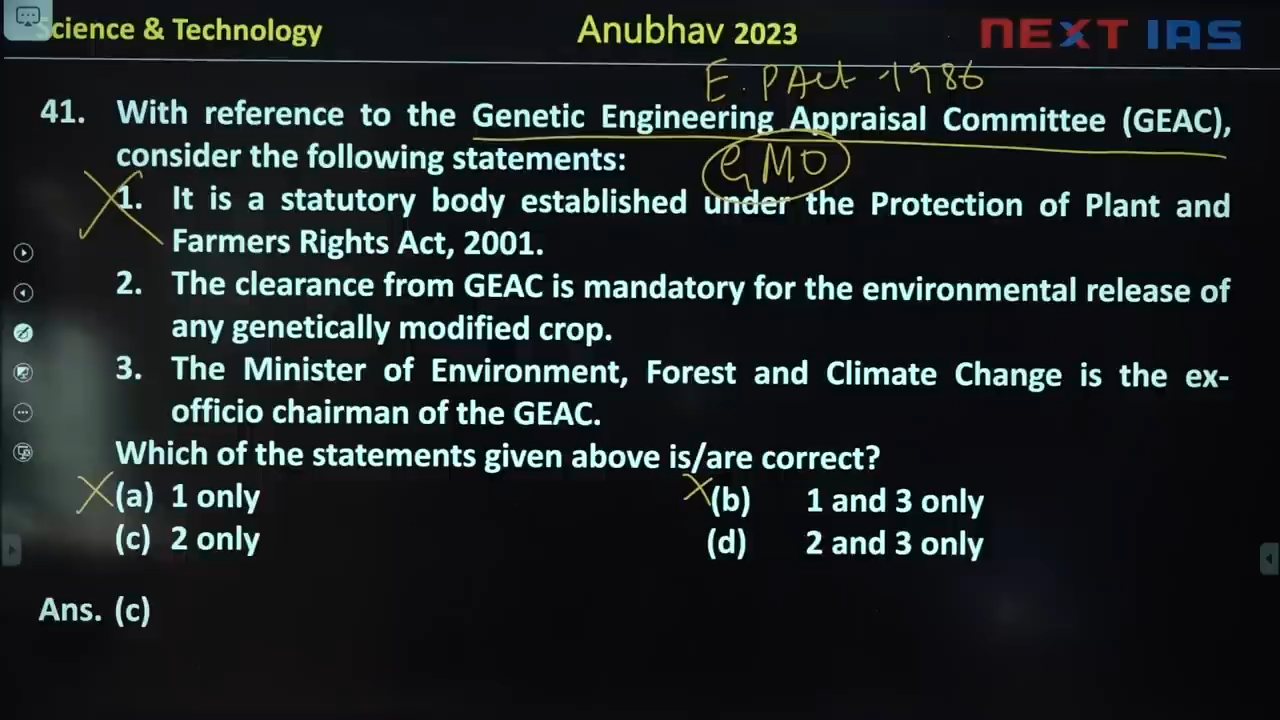 Science & Technology
Anubhav 2023
NEXT IAS
E. P Act - 1986
41. With reference to the Genetic Engineering Appraisal Committee (GEAC),
consider the following statements:
GMO
1. It is a statutory body established under the Protection of Plant and
Farmers Rights Act, 2001.
2. The clearance from GEAC is mandatory for the environmental release of
any genetically modified crop.
3. The Minister of Environment, Forest and Climate Change is the ex-
officio chairman of the GEAC.
Which of the statements given above is/are correct?
(a) 1 only
(b) 1 and 3 only
(c) 2 only
(d) 2 and 3 only
Ans. (c)